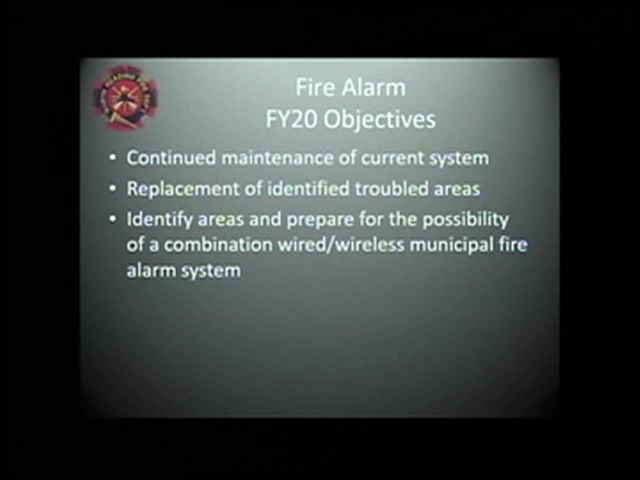 Fire Alarm
FY20 Objectives
• Continued maintenance of current system
• Replacement of identified troubled areas
• Identify areas and prepare for the possibility
of a combination wired/wireless municipal fire
alarm system